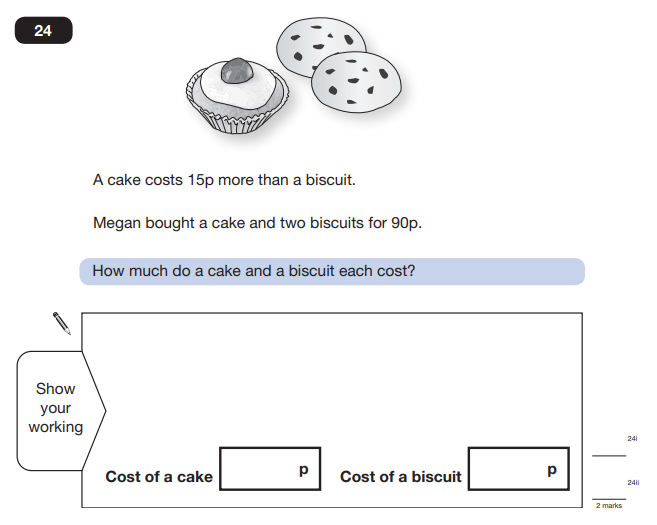 24
A cake costs 15p more than a biscuit.
Megan bought a cake and two biscuits for 90p.
How much do a cake and a biscuit each cost?
Show
your
working
Cost of a cake p Cost of a biscuit p
24i
24ii
2 marks